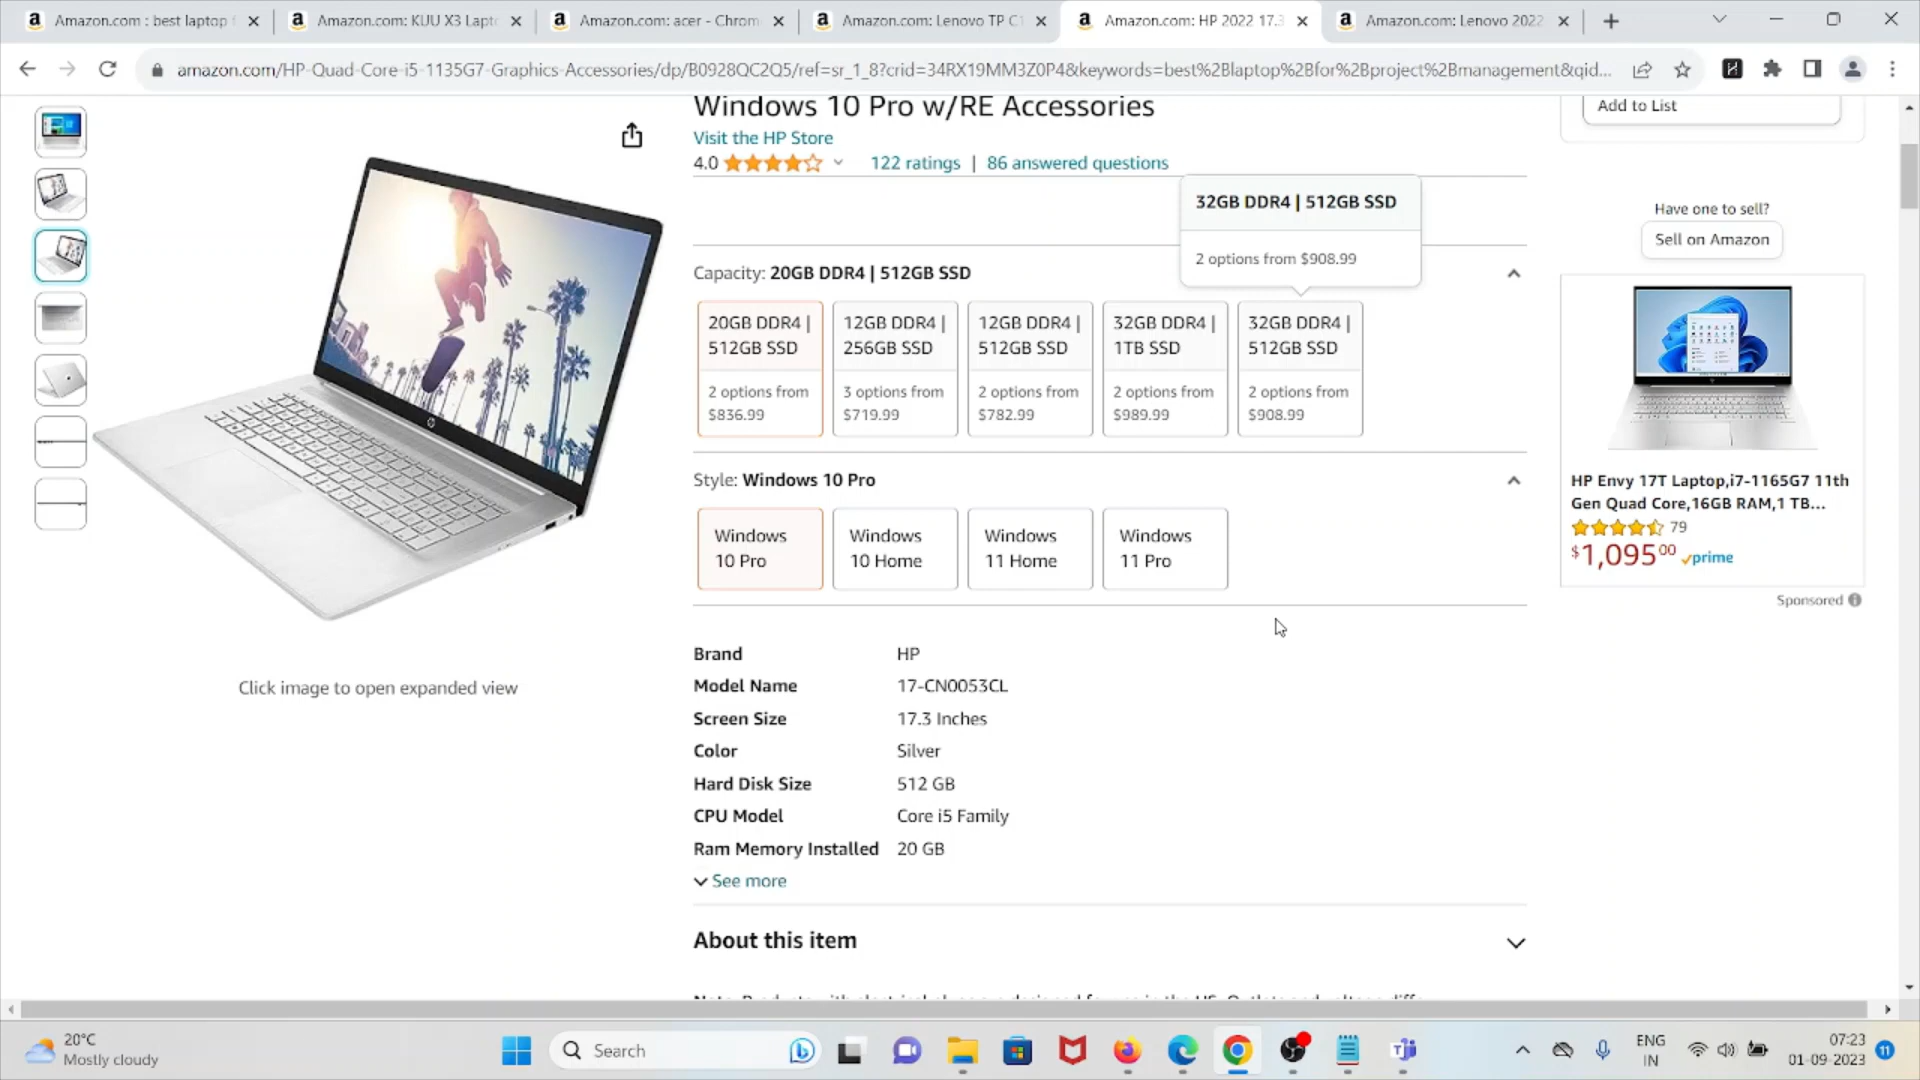 Amazon.com : best laptop f
Amazon.com: KUU X3 Lapt
Amazon.com: acer - Chrom
Amazon.com: Lenovo TP C1
Amazon.com: HP 2022 17.3
Amazon.com: Lenovo 2022
amazon.com/HP-Quad-Core-i5-1135G7-Graphics-Accessories/dp/B0928QC2Q5/ref=sr_1_8?crid=34RX19MM3Z0P4&keywords=best%2Blaptop%2Bfor%2Bproject%2Bmanagement&qid...
Windows 10 Pro w/RE Accessories
Visit the HP Store
4.0 122 ratings | 86 answered questions
32GB DDR4 | 512GB SSD
2 options from $908.99
Capacity: 20GB DDR4 | 512GB SSD
20GB DDR4 |
512GB SSD
2 options from
$836.99
12GB DDR4 |
256GB SSD
3 options from
$719.99
12GB DDR4 |
512GB SSD
2 options from
$782.99
32GB DDR4 |
1TB SSD
2 options from
$989.99
32GB DDR4 |
512GB SSD
2 options from
$908.99
Style: Windows 10 Pro
Windows
10 Pro
Windows
10 Home
Windows
11 Home
Windows
11 Pro
Click image to open expanded view
Brand HP
Model Name 17-CN0053CL
Screen Size 17.3 Inches
Color Silver
Hard Disk Size 512 GB
CPU Model Core i5 Family
Ram Memory Installed 20 GB
See more
About this item
Add to List
Have one to sell?
Sell on Amazon
HP Envy 17T Laptop,i7-1165G7 11th
Gen Quad Core,16GB RAM,1 TB...
79
$1,095 00 prime
Sponsored
20°C
Mostly cloudy
Search
ENG
IN
07:23
01-09-2023
11